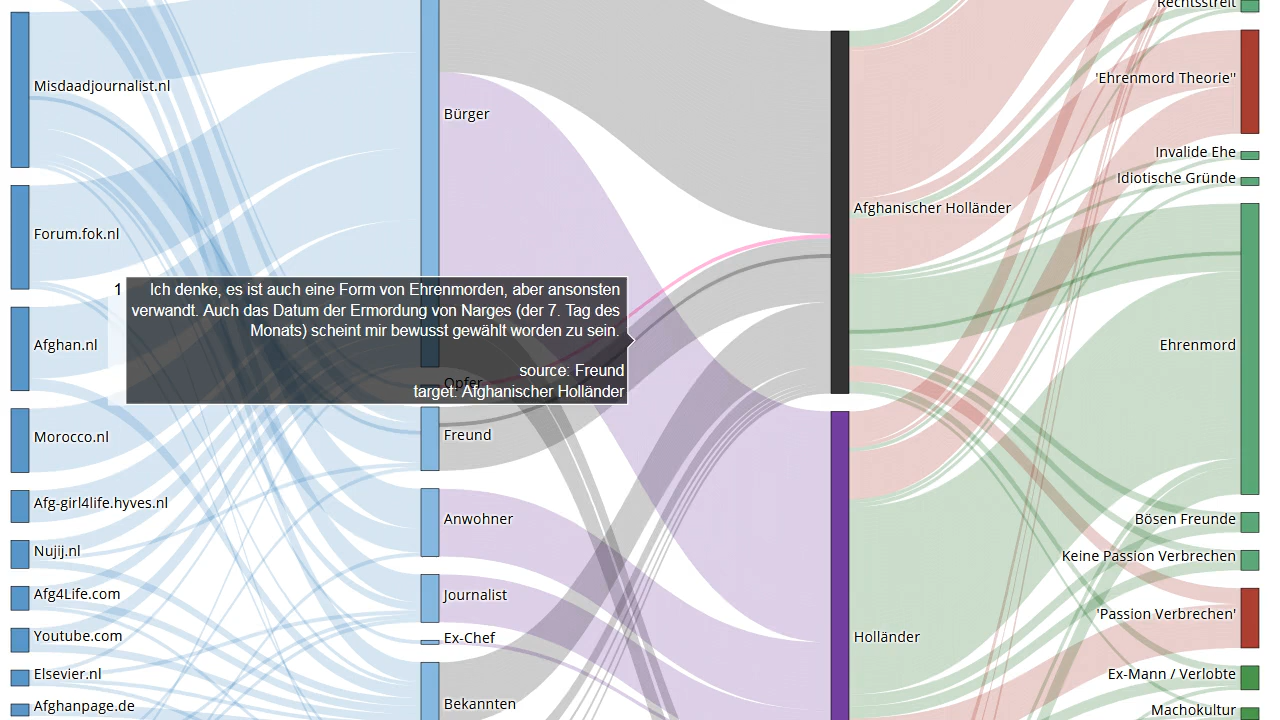 Misdaadjournalist.nl
Forum.fok.nl
Afghan.nl
Morocco.nl
Afg-girl4life.hyves.nl
Nujij.nl
Afg4Life.com
Youtube.com
Elsevier.nl
Afghanpage.de
Bürger
Opfer
Freund
Anwohner
Journalist
Ex-Chef
Bekannten
1
Ich denke, es ist auch eine Form von Ehrenmorden, aber ansonsten
verwandt. Auch das Datum der Ermordung von Narges (der 7. Tag des
Monats) scheint mir bewusst gewählt worden zu sein.
source: Freund
target: Afghanischer Holländer
Afghanischer Holländer
Holländer
Rechtsstreit
'Ehrenmord Theorie"
Invalide Ehe
Idiotische Gründe
Ehrenmord
Bösen Freunde
Keine Passion Verbrechen
'Passion Verbrechen'
Ex-Mann / Verlobte
Machokultur